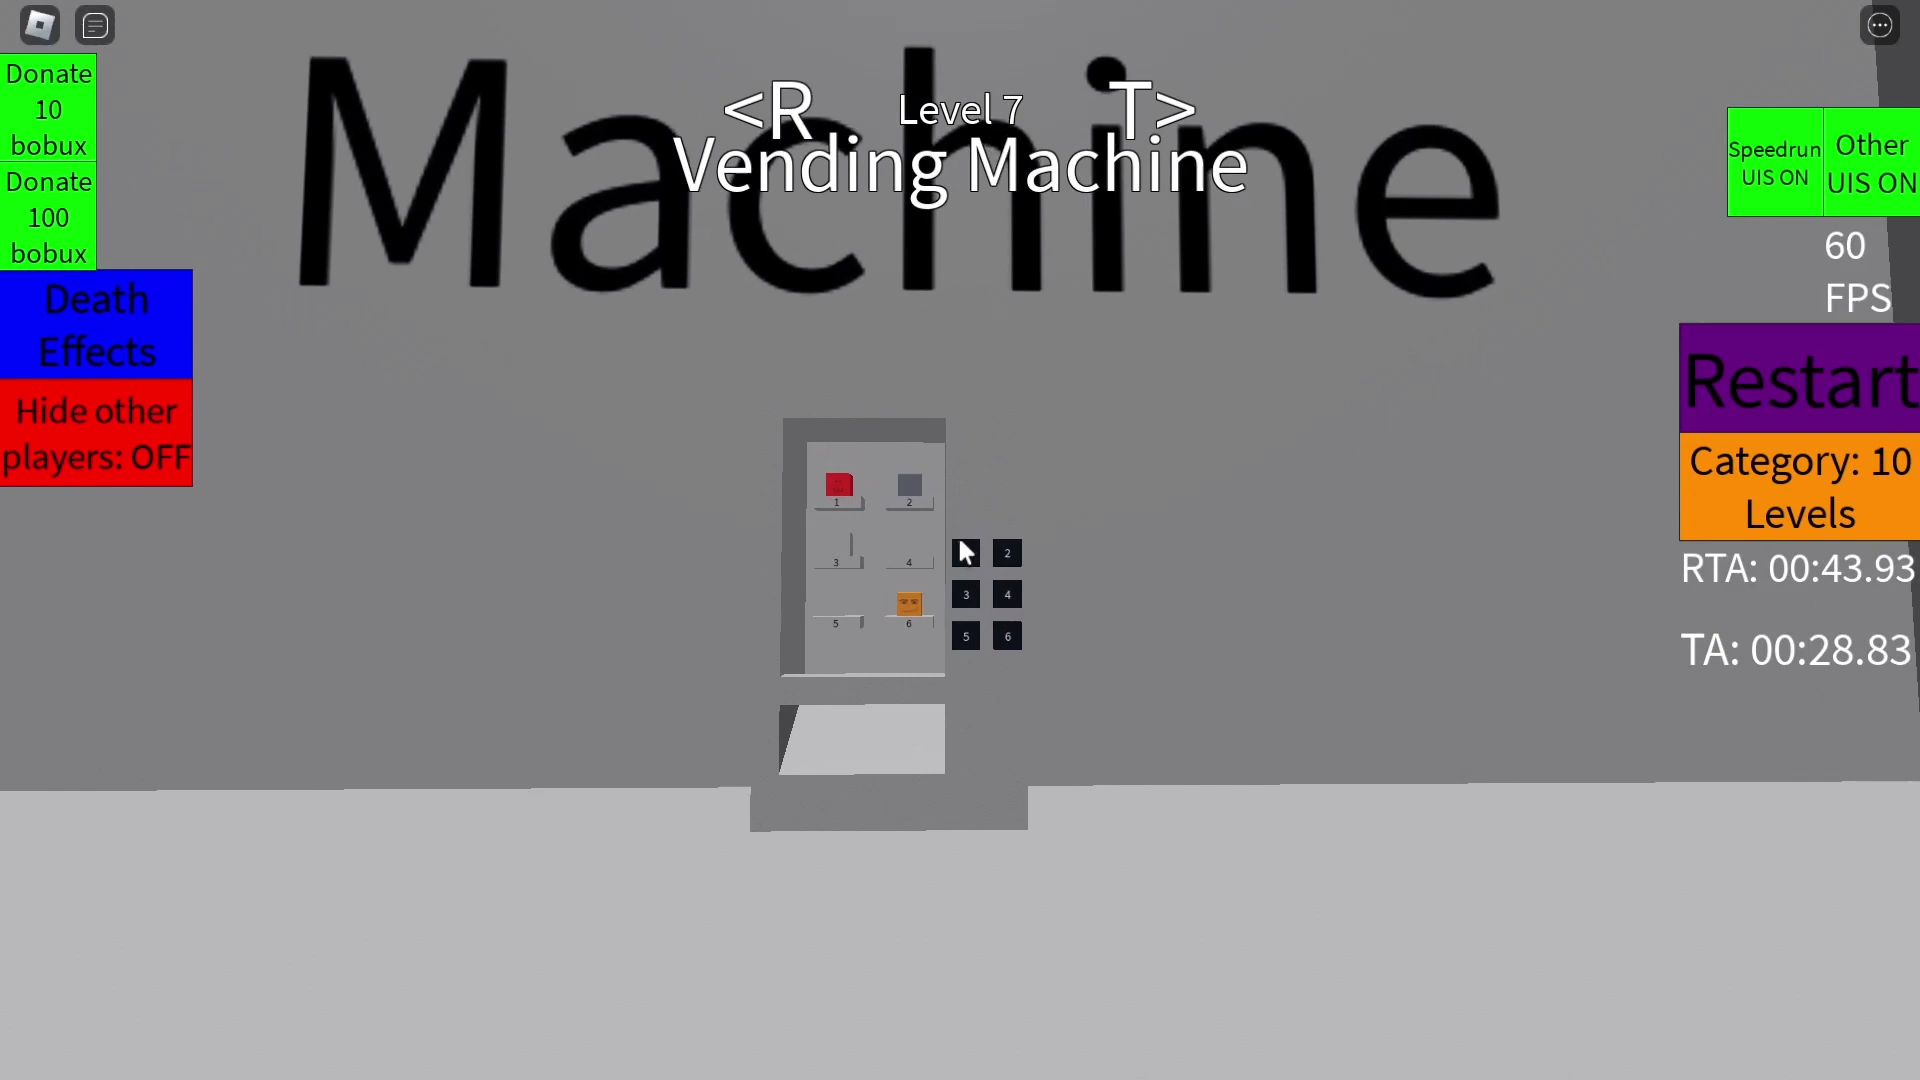 Machine
<R Level 7 T>
Vending Machine
Donate
10
bobux
Donate
100
bobux
Death
Effects
Hide other
players: OFF
Speedrun
UIS ON
Other
UIS ON
60
FPS
Restart
Category: 10
Levels
RTA: 00:43.93
TA: 00:28.83
1 2
3 4
5 6
2
3 4
5 6